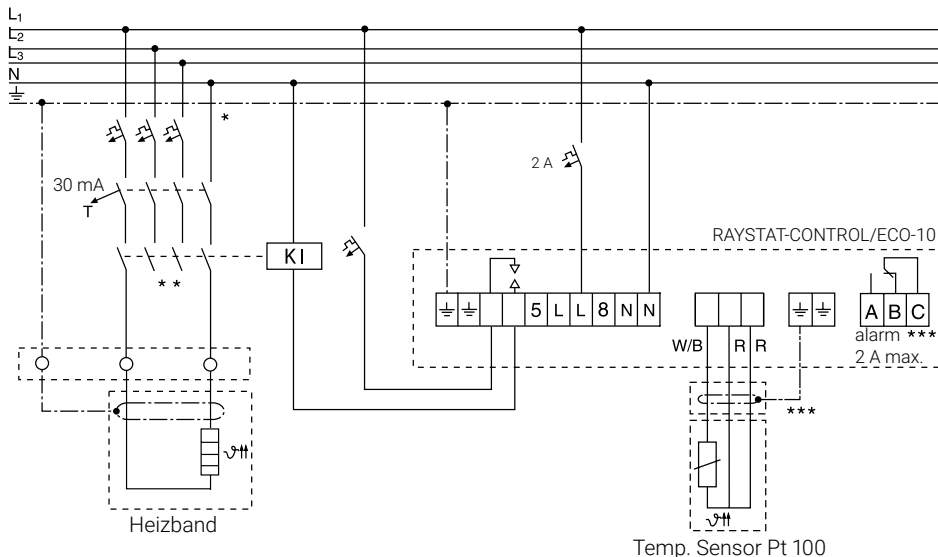 L1
L2
L3
N
*
30 mA
T
2 A
RAYSTAT-CONTROL/ECO-10
KI
* *
5 L L 8 N N
A B C
W/B R R
alarm ***
2 A max.
***
Heizband
Temp. Sensor Pt 100